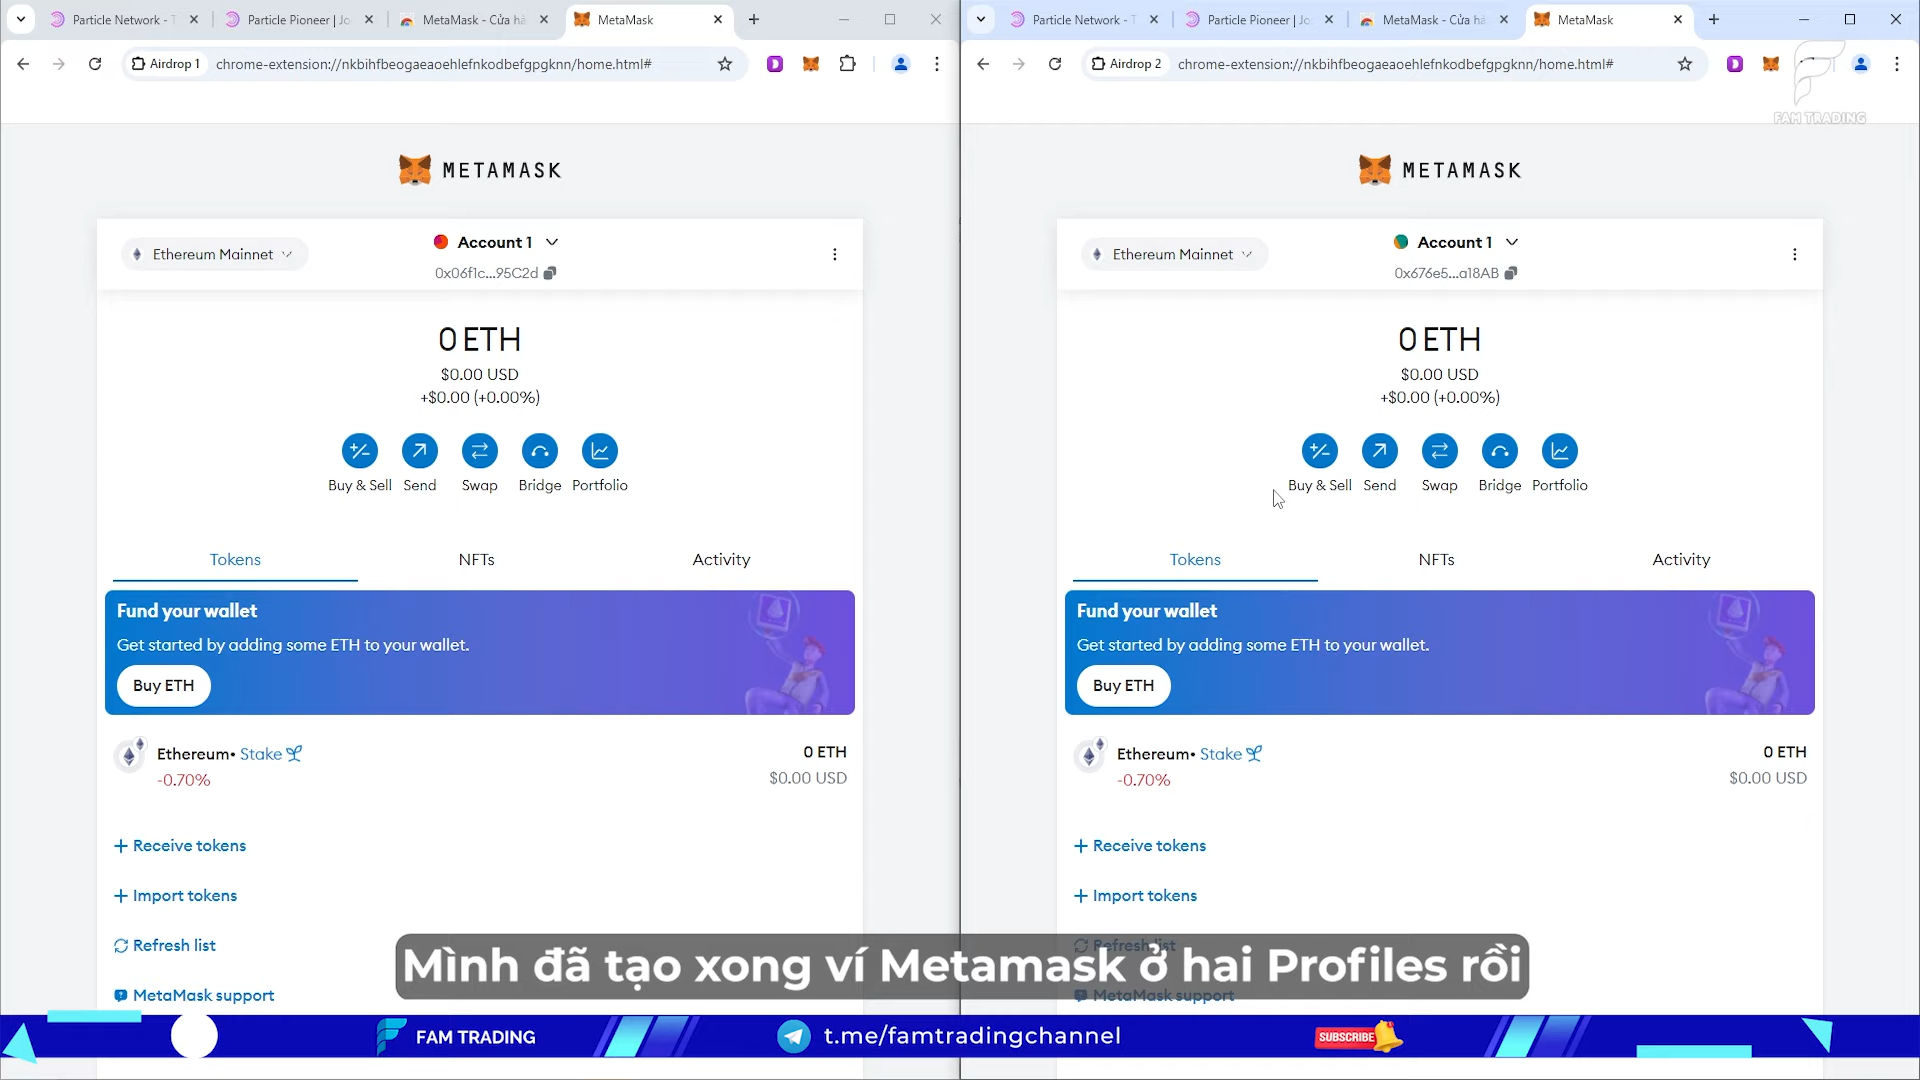 Particle Network - T
Particle Pioneer | Jo
MetaMask - Cửa hà
MetaMask
Airdrop 1
chrome-extension://nkbihfbeogaeaoehlefnkodbefgpgknn/home.html#
METAMASK
Ethereum Mainnet
Account 1
0x06f1c...95C2d
0 ETH
$0.00 USD
+$0.00 (+0.00%)
Buy & Sell
Send
Swap
Bridge
Portfolio
Tokens
NFTs
Activity
Fund your wallet
Get started by adding some ETH to your wallet.
Buy ETH
Ethereum• Stake
0 ETH
-0.70%
$0.00 USD
+ Receive tokens
+ Import tokens
Refresh list
MetaMask support
Particle Network - T
Particle Pioneer | Jo
MetaMask - Cửa hà
MetaMask
Airdrop 2
chrome-extension://nkbihfbeogaeaoehlefnkodbefgpgknn/home.html#
FAM TRADING
METAMASK
Ethereum Mainnet
Account 1
0x676e5...a18AB
0 ETH
$0.00 USD
+$0.00 (+0.00%)
Buy & Sell
Send
Swap
Bridge
Portfolio
Tokens
NFTs
Activity
Fund your wallet
Get started by adding some ETH to your wallet.
Buy ETH
Ethereum• Stake
0 ETH
-0.70%
$0.00 USD
+ Receive tokens
+ Import tokens
Refresh list
MetaMask support
Mình đã tạo xong ví Metamask ở hai Profiles rồi
FAM TRADING
t.me/famtradingchannel
SUBSCRIBE